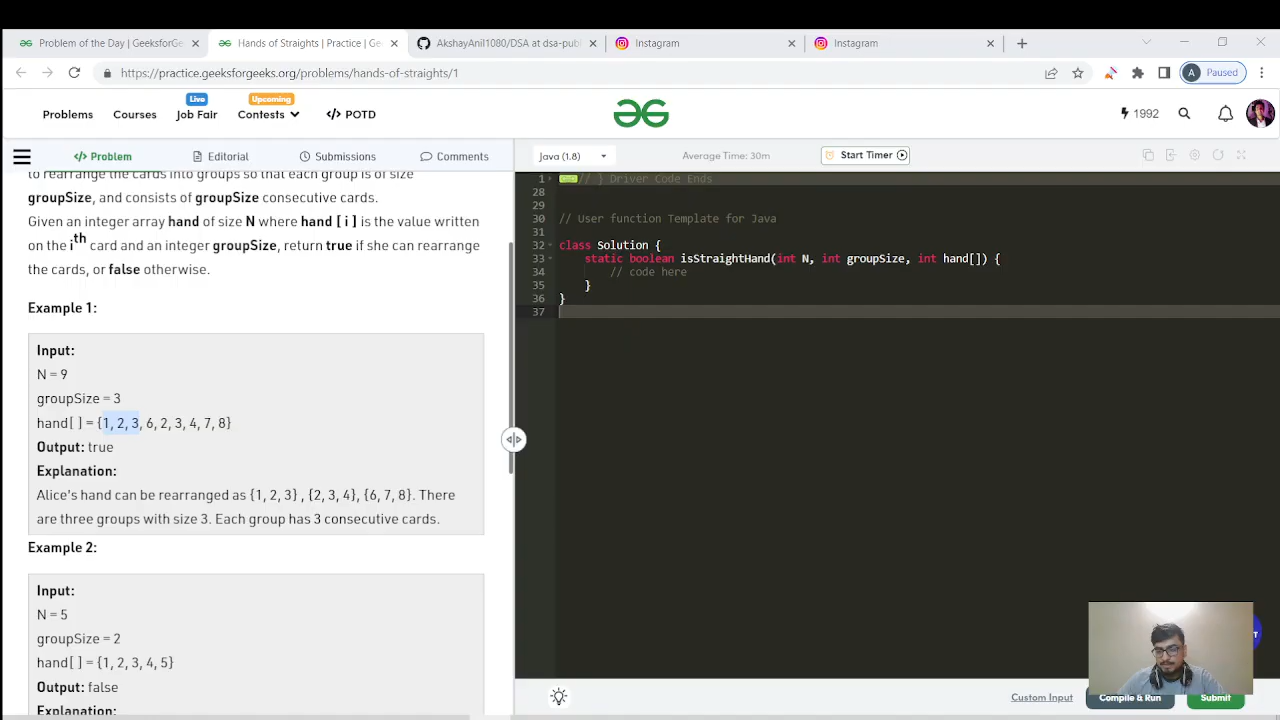 Problem of the Da | GeeksforGe
Hands of Straights | Practice | Ge
AkshayAnil1080/DSA at dsa-publ
Instagram
Instagram
https://practice.geeksforgeeks.org/problems/hands-of-straights/1
A Paused
Problems
Courses
Live
Job Fair
Upcoming
Contests
</> POTD
1992
</> Problem
Editorial
Submissions
Comments
Java (1.8)
Average Time: 30m
Start Timer
to rearrange the cards into groups so that each group is of size
groupSize, and consists of groupSize consecutive cards.
Given an integer array hand of size N where hand [ i ] is the value written
on the ith card and an integer groupSize, return true if she can rearrange
the cards, or false otherwise.
Example 1:
Input:
N = 9
groupSize = 3
hand[ ] = {1, 2, 3, 6, 2, 3, 4, 7, 8}
Output: true
Explanation:
Alice's hand can be rearranged as {1, 2, 3} , {2, 3, 4}, {6, 7, 8}. There
are three groups with size 3. Each group has 3 consecutive cards.
Example 2:
Input:
N = 5
groupSize = 2
hand[ ] = {1, 2, 3, 4, 5}
Output: false
Explanation:
1 // } Driver Code Ends
28
29
30 // User function Template for Java
31
32 class Solution {
33 static boolean isStraightHand(int N, int groupSize, int hand[]) {
34 // code here
35 }
36 }
37
Custom Input
Compile & Run
Submit